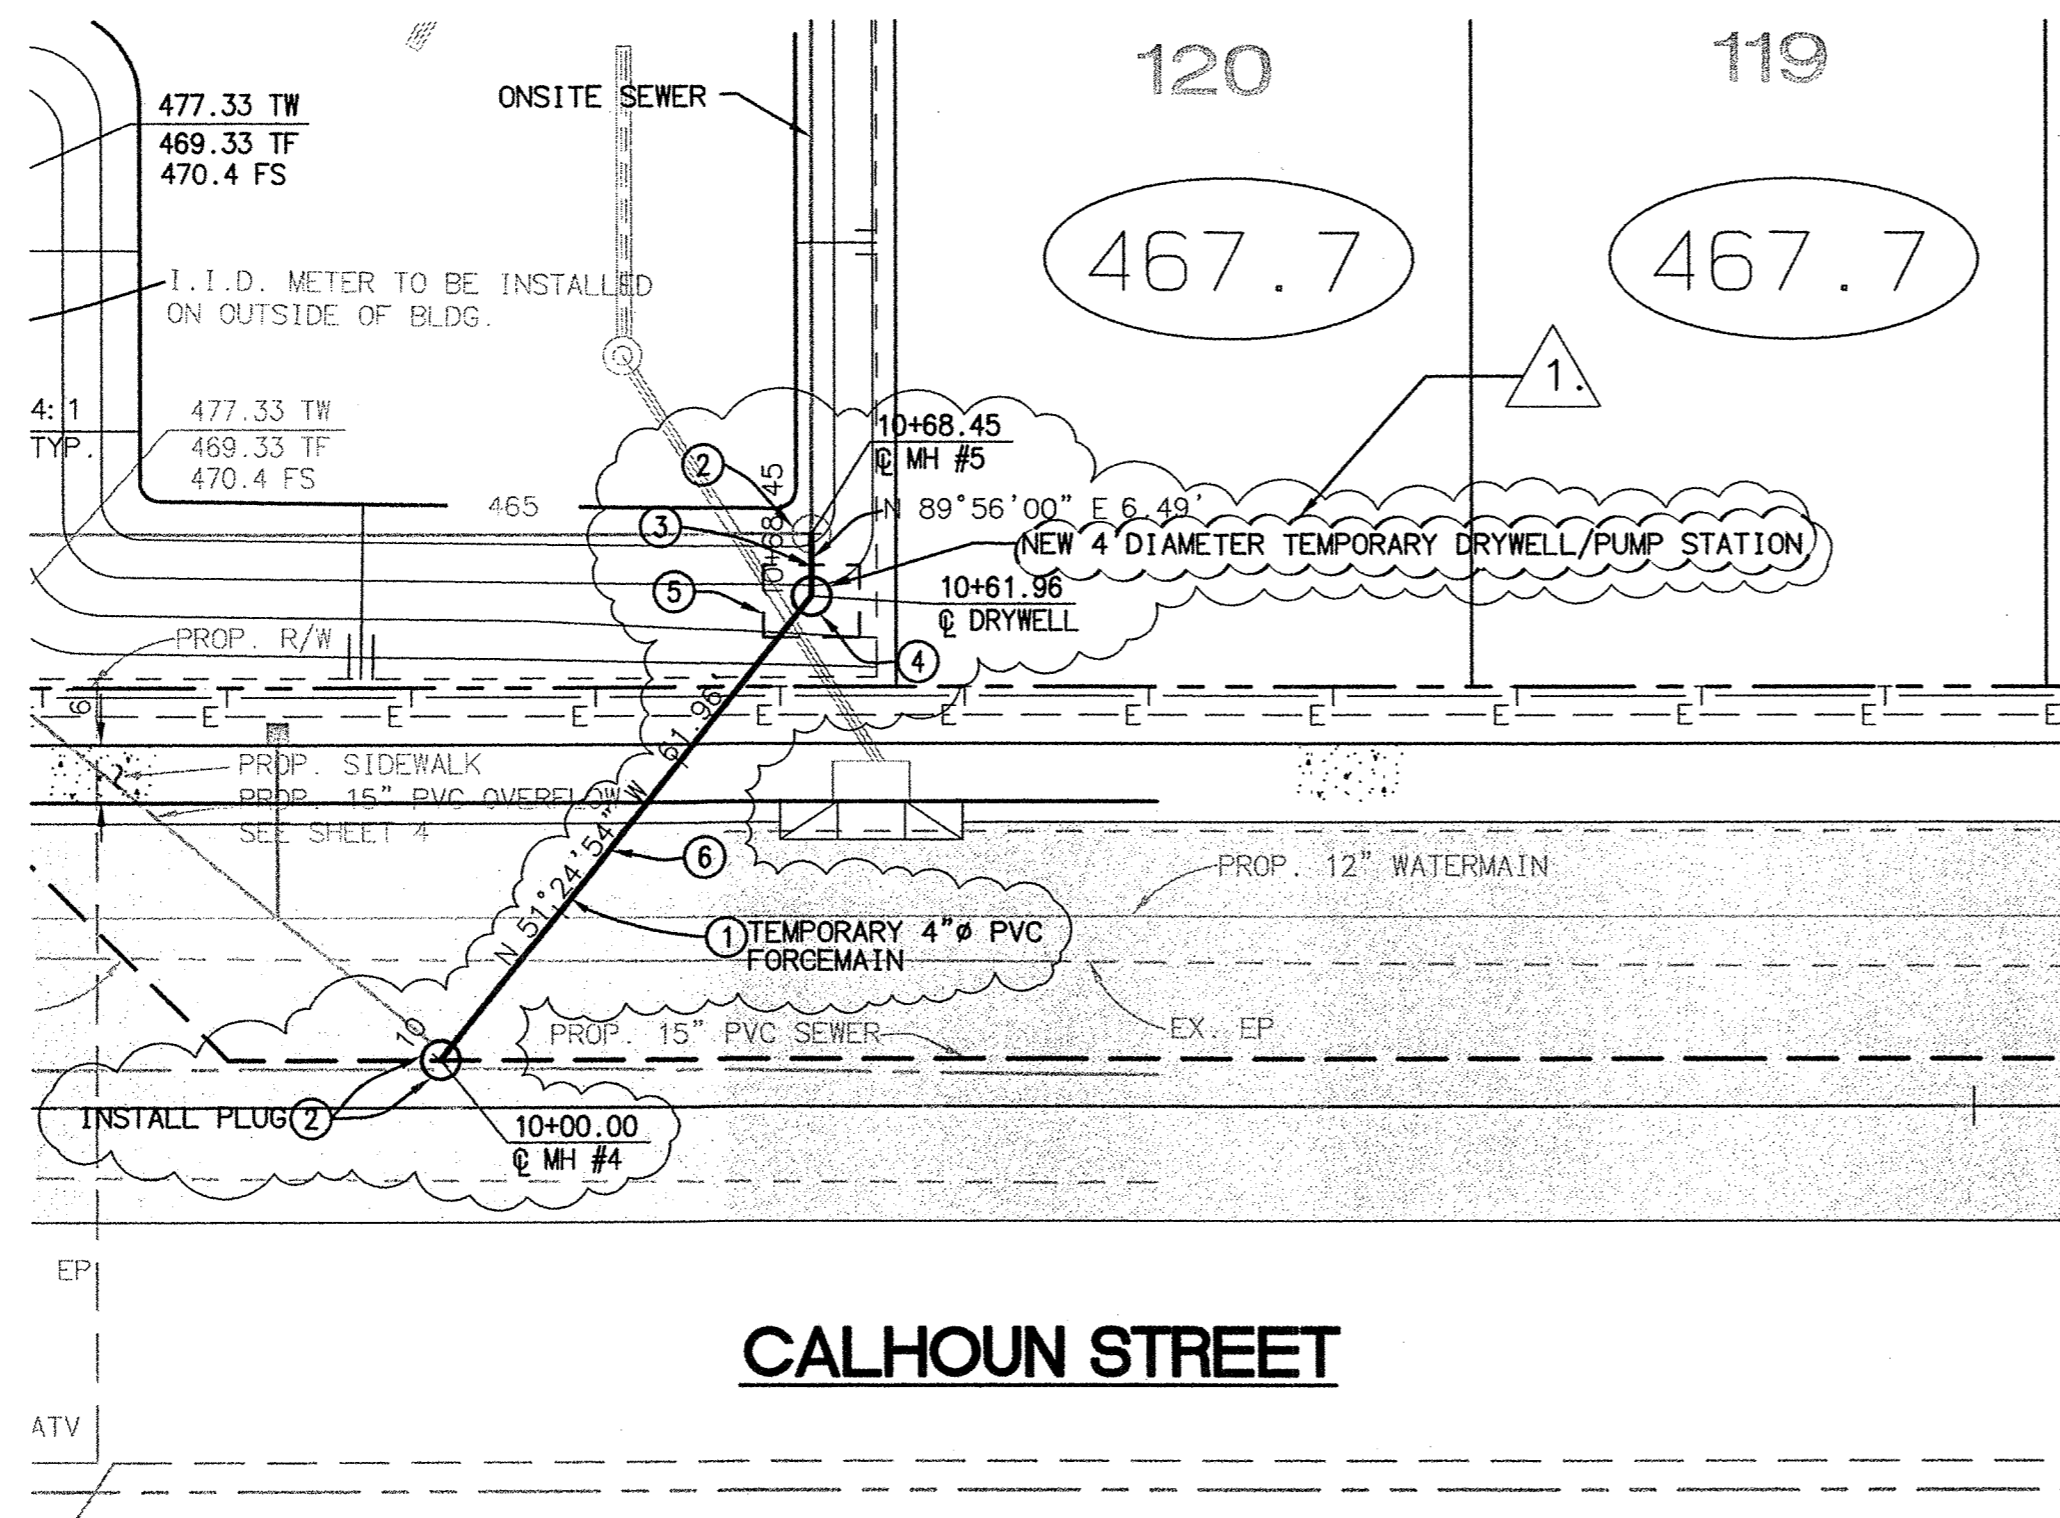 120
119
477.33 TW
469.33 TF
470.4 FS
ONSITE SEWER
467.7
467.7
I.I.D. METER TO BE INSTALLED
ON OUTSIDE OF BLDG.
1.
4:1
TYP.
477.33 TW
469.33 TF
470.4 FS
10+68.45
℄ MH #5
2
465
10+68.45
N 89°56'00" E 6.49'
3
NEW 4' DIAMETER TEMPORARY DRYWELL/PUMP STATION
5
10+61.96
℄ DRYWELL
4
PROP. R/W
6'
E E E E E E E E E E E
PROP. SIDEWALK
PROP. 15" PVC OVERFLOW
SEE SHEET 4
N 51°24'54" W 61.96'
6
PROP. 12" WATERMAIN
1 TEMPORARY 4"ø PVC
FORCEMAIN
10
PROP. 15" PVC SEWER
EX. EP
INSTALL PLUG 2
10+00.00
℄ MH #4
EP
CALHOUN STREET
ATV